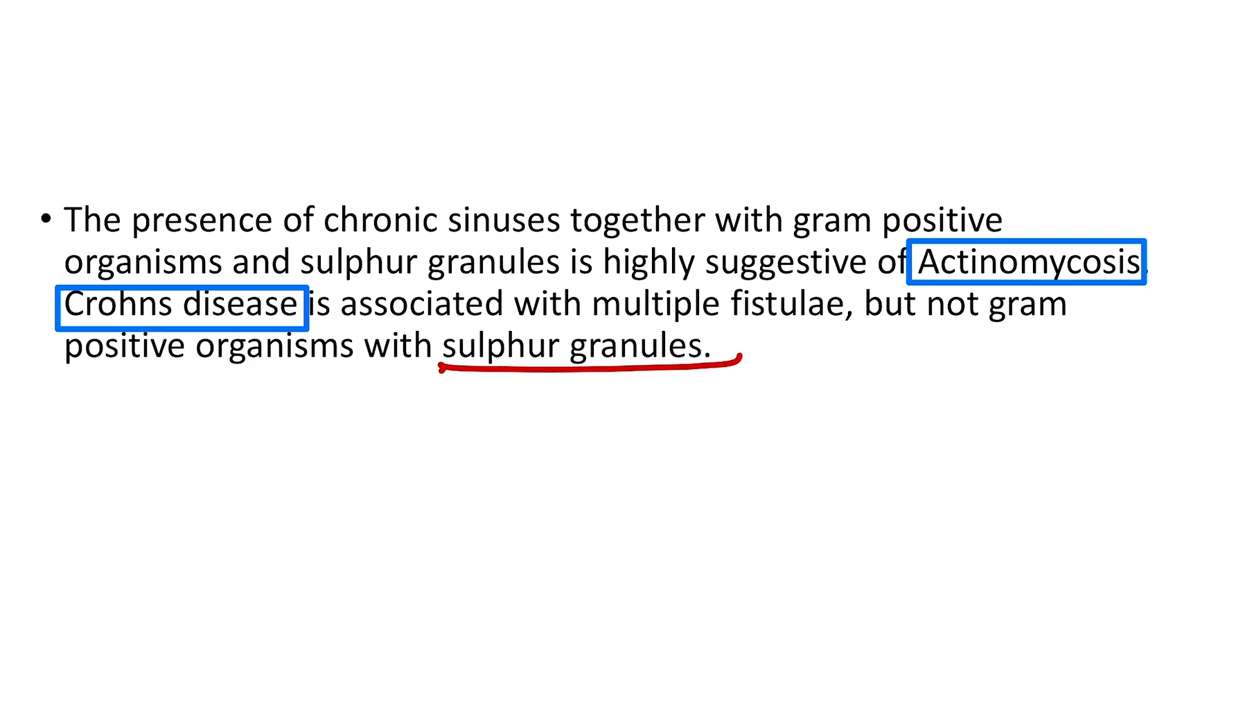 • The presence of chronic sinuses together with gram positive
organisms and sulphur granules is highly suggestive of Actinomycosis.
Crohns disease is associated with multiple fistulae, but not gram
positive organisms with sulphur granules.